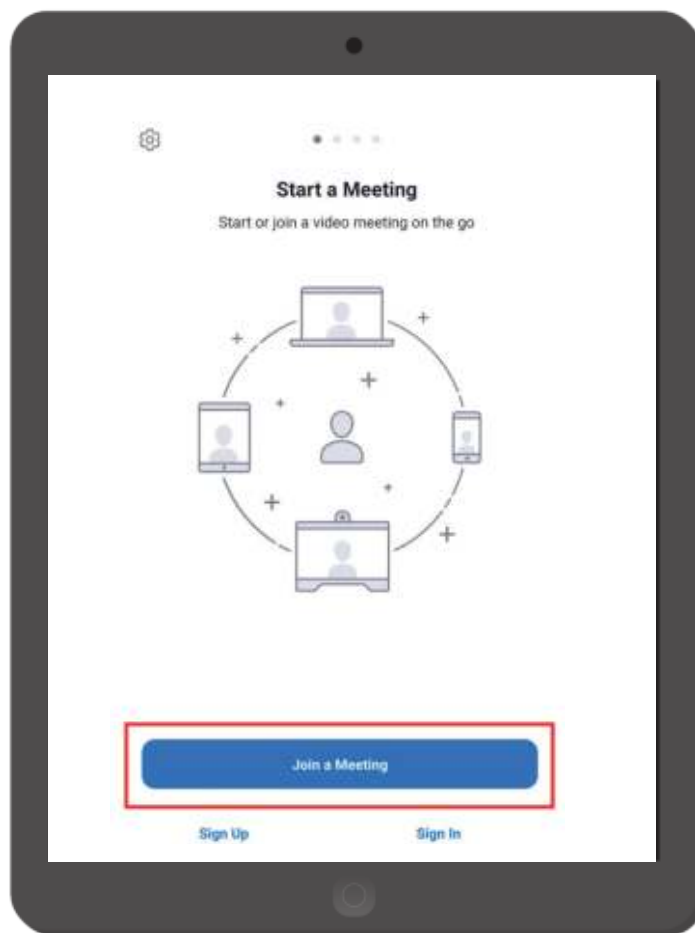 Start a Meeting
Start or join a video meeting on the go
Join a Meeting
Sign Up
Sign In